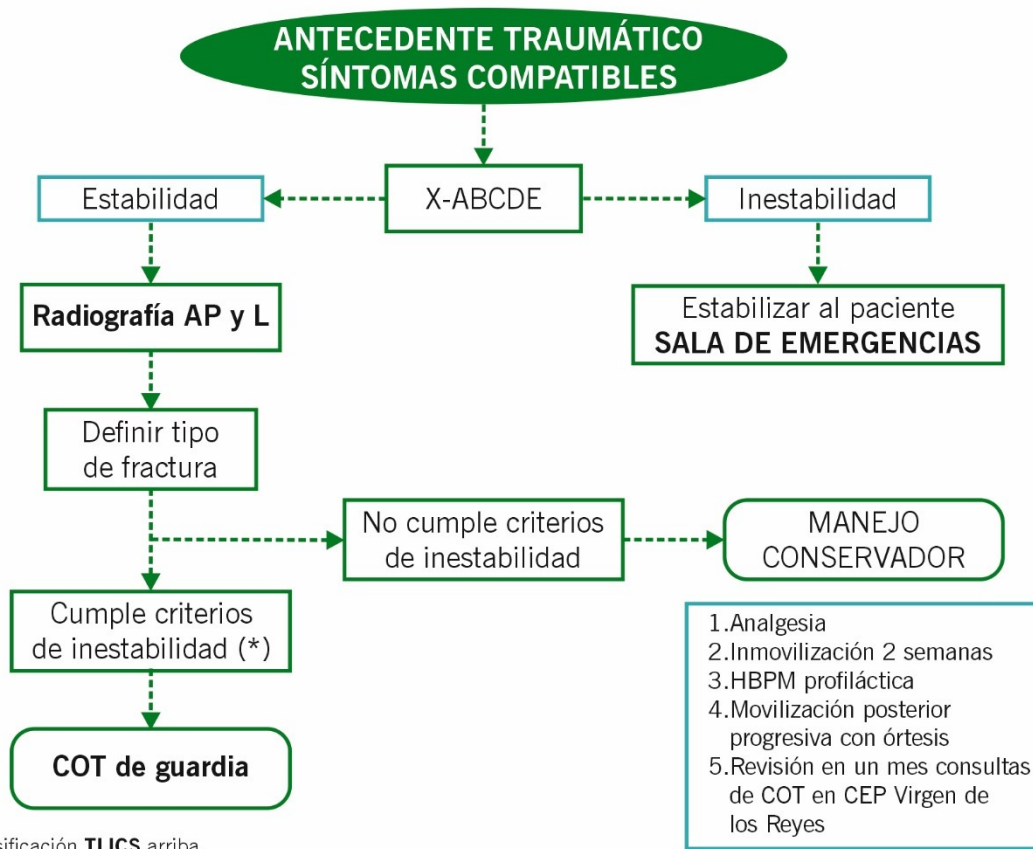 ANTECEDENTE TRAUMÁTICO
SÍNTOMAS COMPATIBLES
Estabilidad
X-ABCDE
Inestabilidad
Radiografía AP y L
Estabilizar al paciente
SALA DE EMERGENCIAS
Definir tipo
de fractura
No cumple criterios
de inestabilidad
MANEJO
CONSERVADOR
Cumple criterios
de inestabilidad (*)
COT de guardia
1.Analgesia
2.Inmovilización 2 semanas
3.HBPM profiláctica
4.Movilización posterior
progresiva con órtesis
5.Revisión en un mes consultas
de COT en CEP Virgen de
los Reyes
TLICS arriba